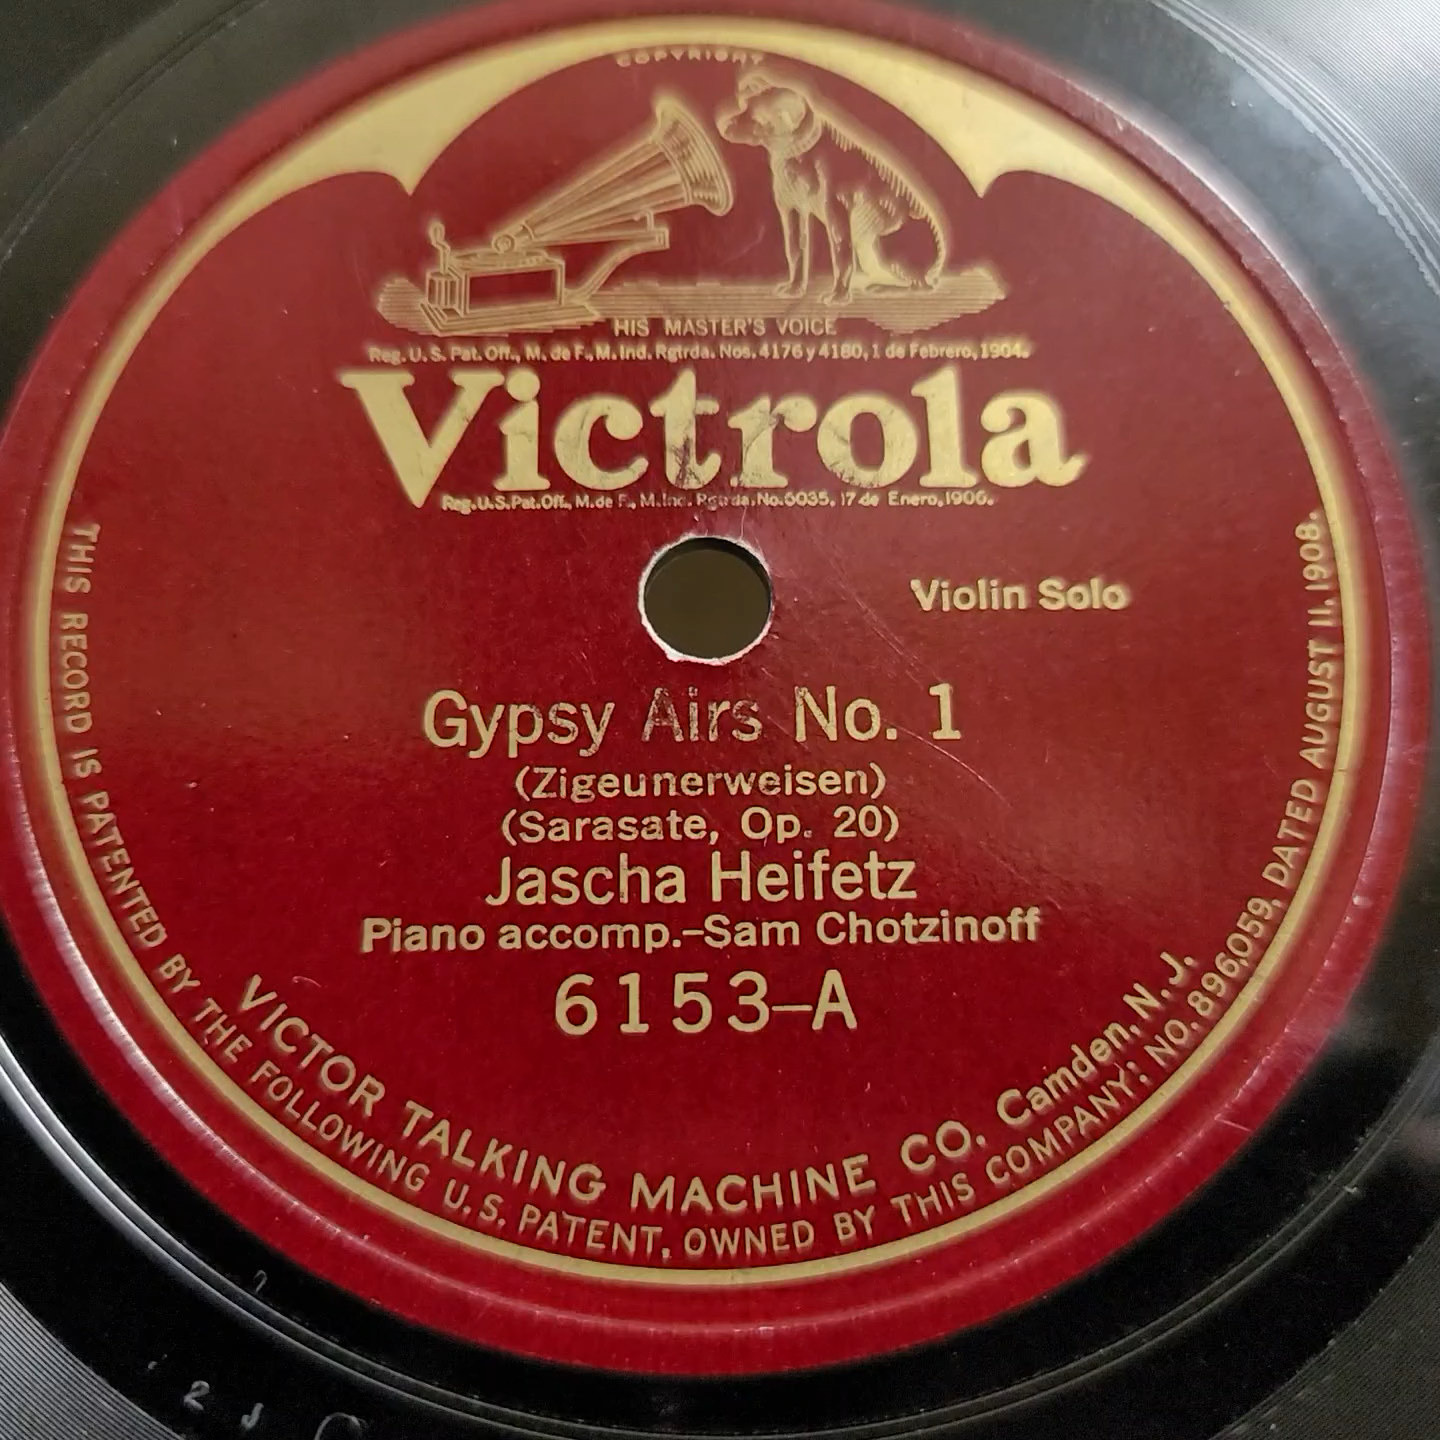 COPYRIGHT
HIS MASTER'S VOICE
Reg. U. S. Pat. Off., M. de F., M. Ind. Rgtrda. Nos. 4176 y 4180, 1 de Febrero, 1904.
Victrola
Reg. U.S. Pat. Off., M. de F., M. Ind. Rgtrda. No. 6035, 17 de Enero, 1906.
Violin Solo
Gypsy Airs No. 1
(Zigeunerweisen)
(Sarasate, Op. 20)
Jascha Heifetz
Piano accomp.-Sam Chotzinoff
6153-A
VICTOR TALKING MACHINE CO. Camden, N. J.
THIS RECORD IS PATENTED BY THE FOLLOWING U.S. PATENT, OWNED BY THIS COMPANY: NO. 896,059, DATED AUGUST 11, 1908.